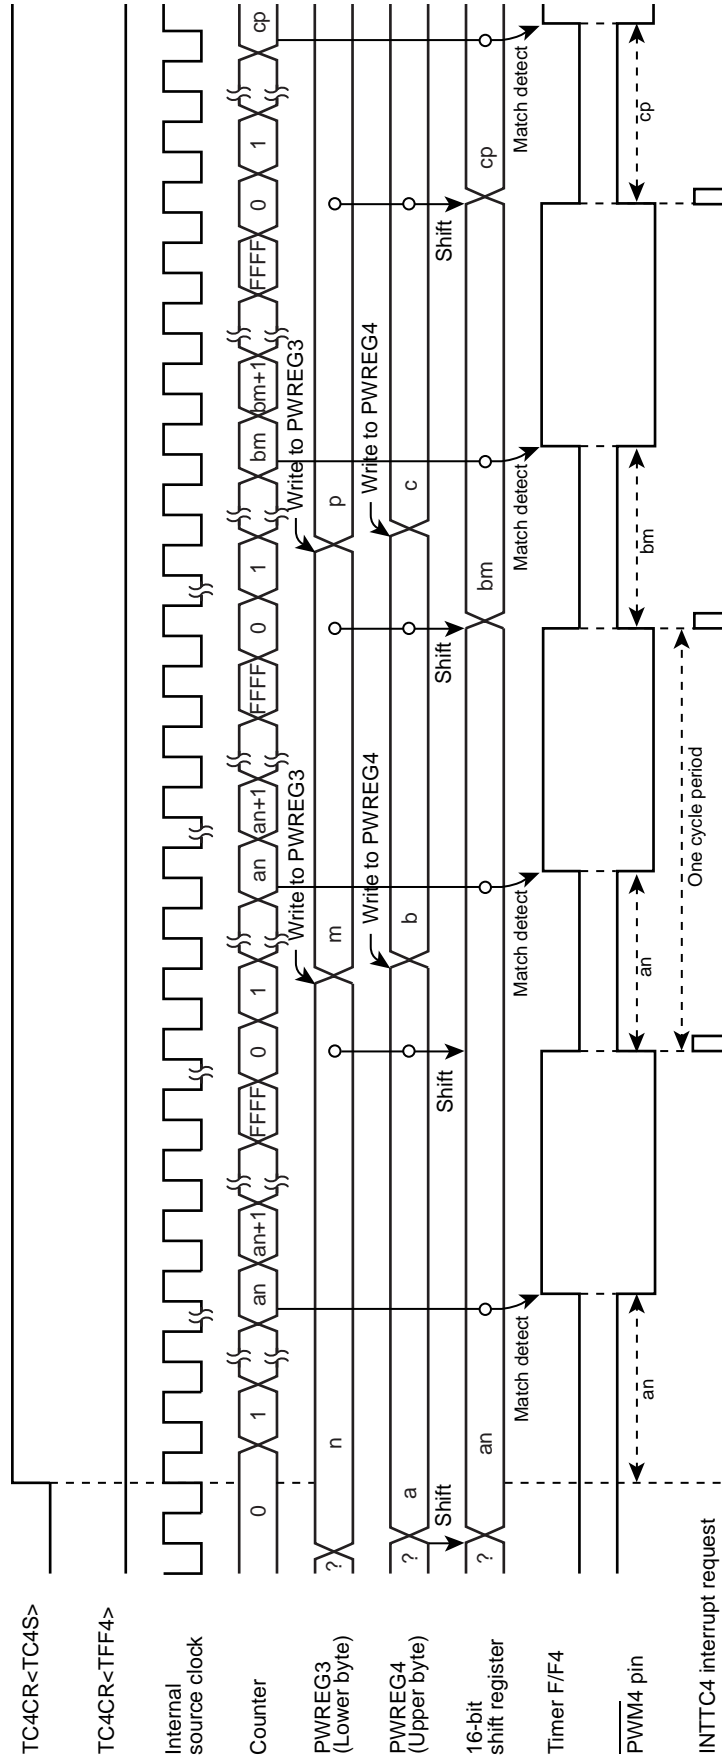 TC4CR<TC4S>
TC4CR<TFF4>
Internal
source clock
Counter
0 1 an an+1 FFFF 0 1 an an+1 FFFF 0 1 bm bm+1 FFFF 0 1 cp
Write to PWREG3
Write to PWREG3
PWREG3
(Lower byte)
? n m p
Write to PWREG4
Write to PWREG4
PWREG4
(Upper byte)
? a b c
Shift
Shift
Shift
Shift
16-bit
shift register
? an bm cp
Match detect
Match detect
Match detect
Match detect
Timer F/F4
PWM4 pin
an
an
bm
cp
One cycle period
INTTC4 interrupt request